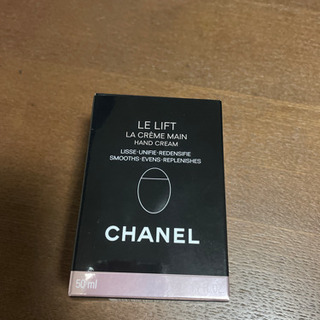 LE LIFT
LA CRÈME MAIN
HAND CREAM
LISSE-UNIFIE-REDENSIFIE
SMOOTHS-EVENS-REPLENISHES
CHANEL
50 ml